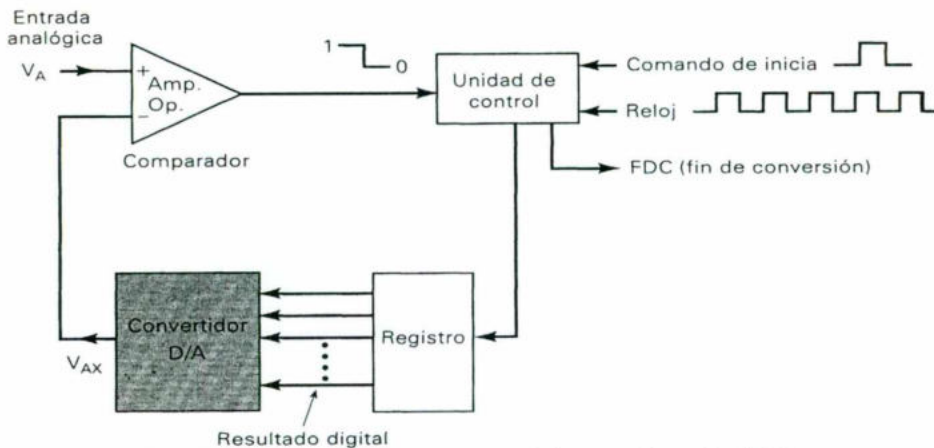 Entrada
analógica
V_A
+
Amp.
Op.
−
Comparador
1
0
Unidad de
control
Comando de inicia
Reloj
FDC (fin de conversión)
Convertidor
D/A
V_AX
Registro
Resultado digital